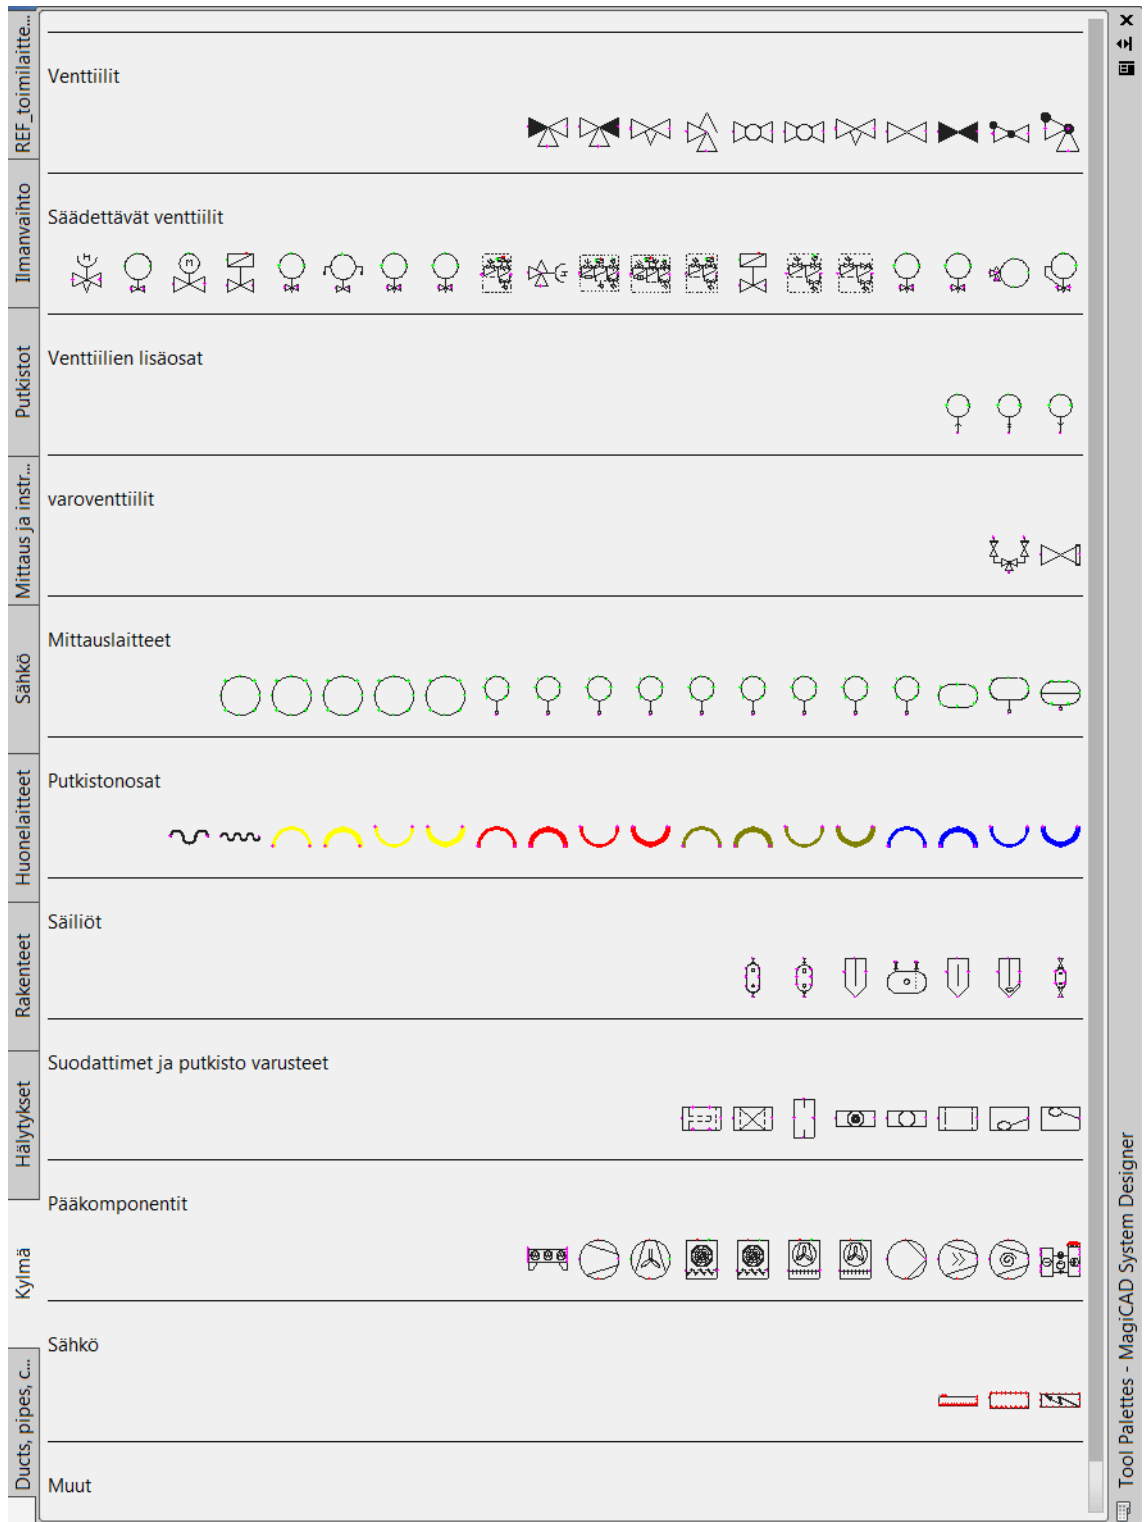 REF_toimilaitte...
Ilmanvaihto
Putkistot
Mittaus ja instr...
Sähkö
Huonelaitteet
Rakenteet
Hälytykset
Kylmä
Ducts, pipes, c...
Venttiilit
Säädettävät venttiilit
Venttiilien lisäosat
varoventtiilit
Mittauslaitteet
Putkistonosat
Säiliöt
Suodattimet ja putkisto varusteet
Pääkomponentit
Sähkö
Muut
Tool Palettes - MagiCAD System Designer